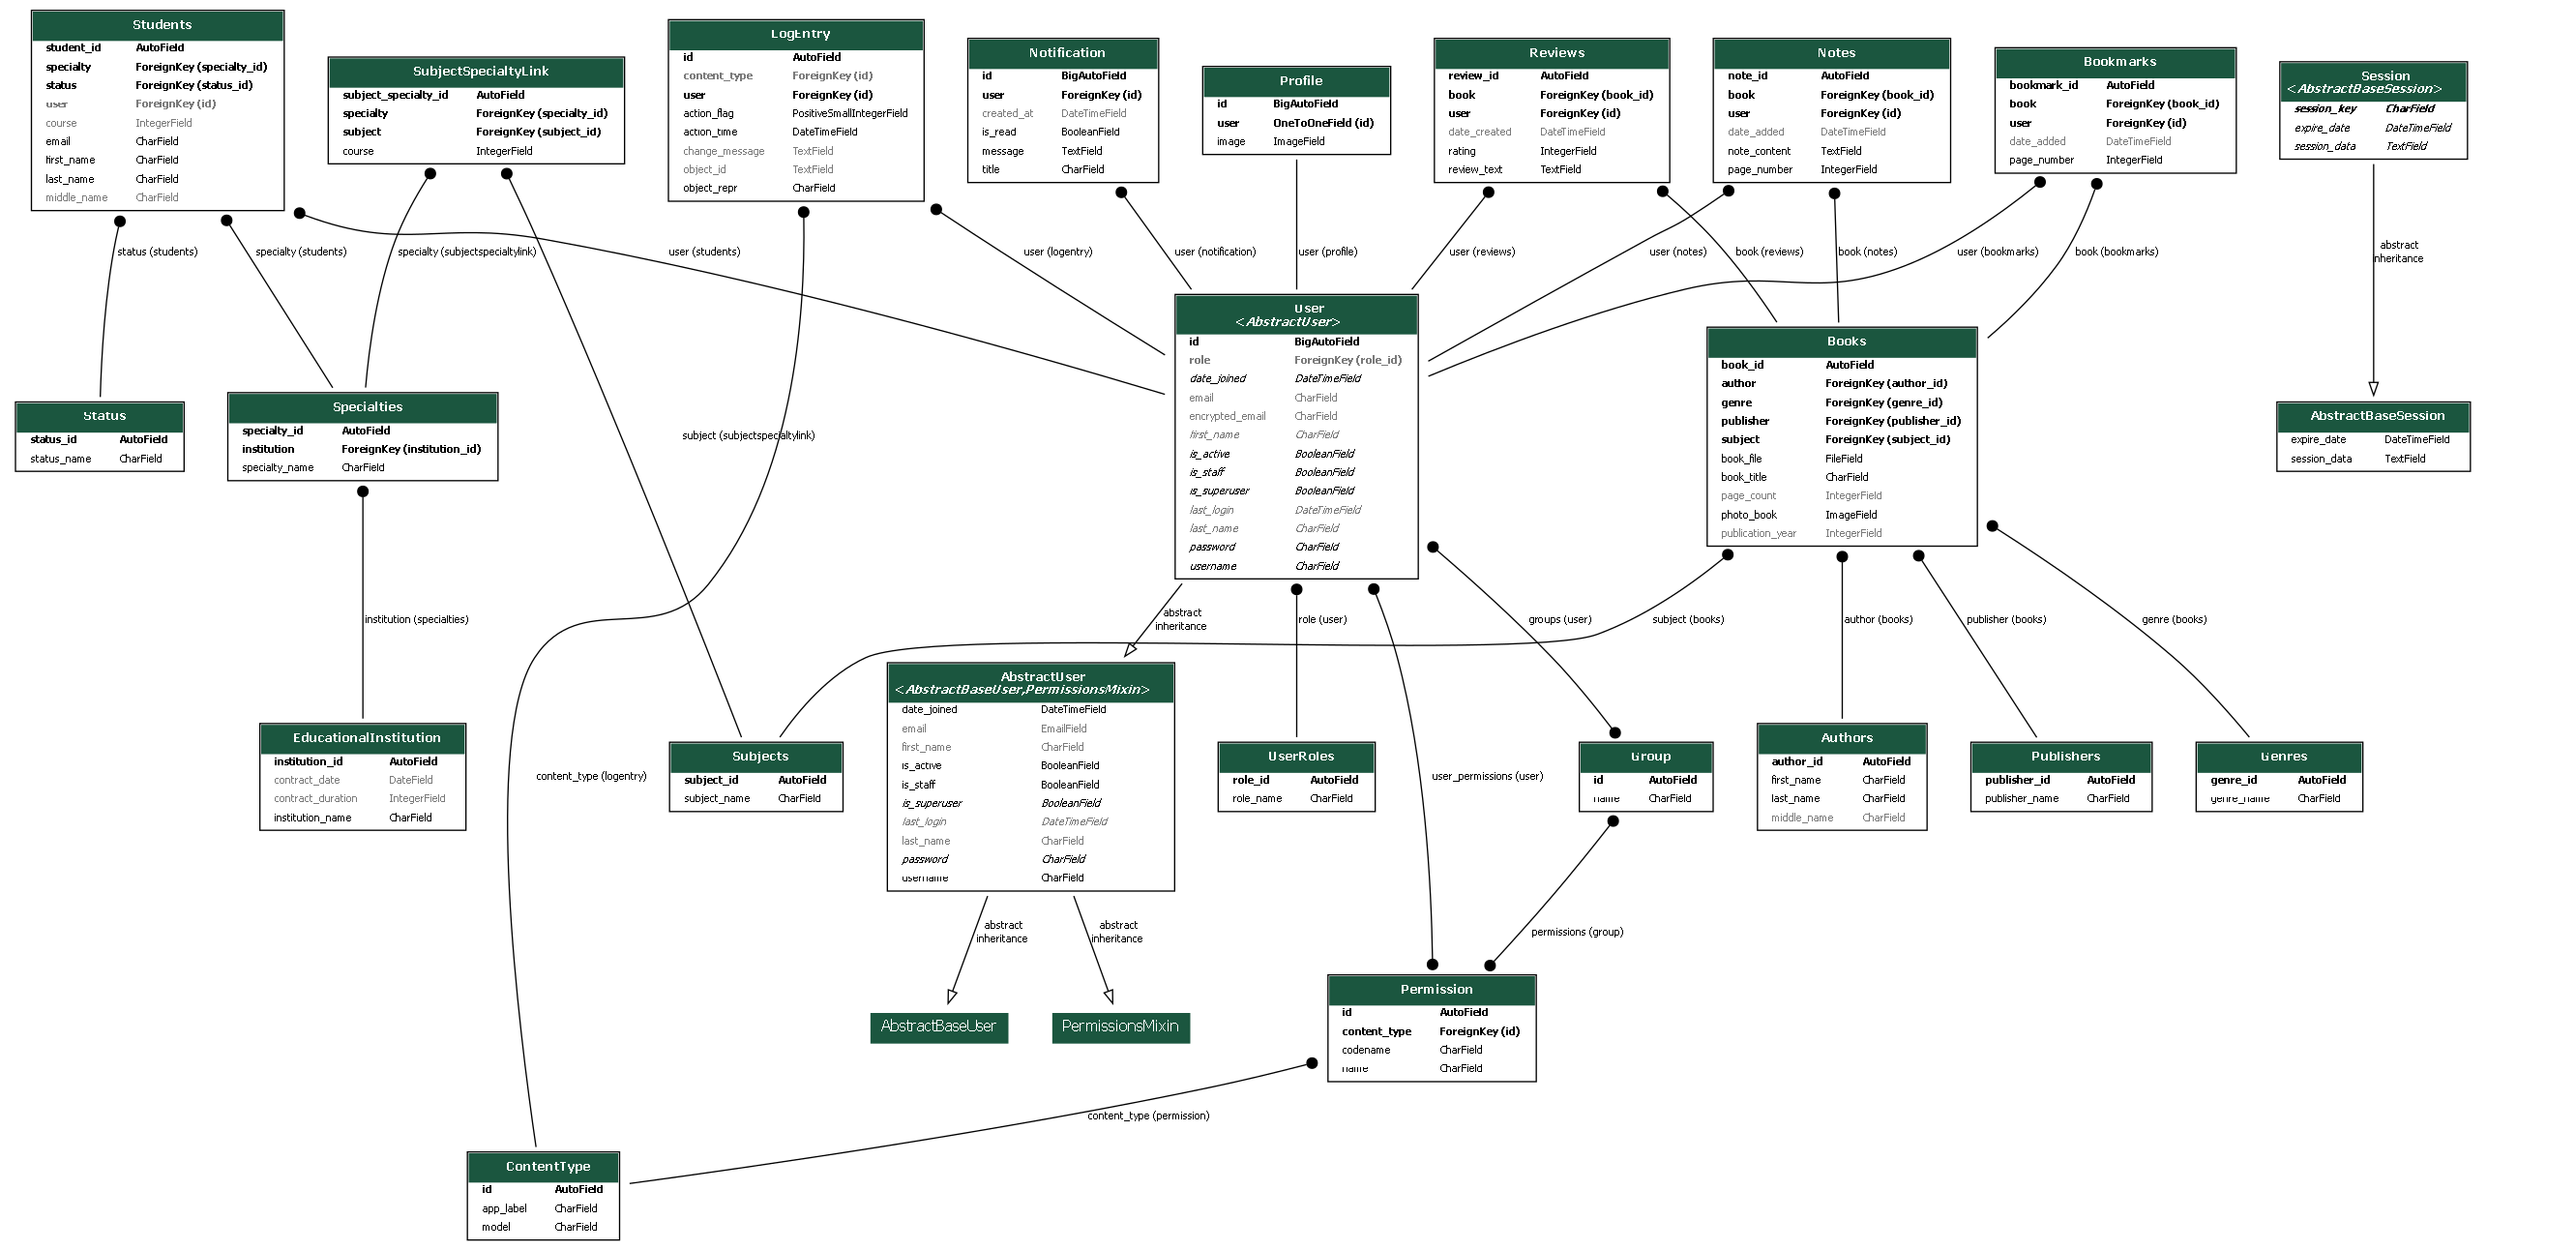 Students
student_id AutoField
specialty ForeignKey (specialty_id)
status ForeignKey (status_id)
user ForeignKey (id)
course IntegerField
email CharField
first_name CharField
last_name CharField
middle_name CharField
SubjectSpecialtyLink
subject_specialty_id AutoField
specialty ForeignKey (specialty_id)
subject ForeignKey (subject_id)
course IntegerField
LogEntry
id AutoField
content_type ForeignKey (id)
user ForeignKey (id)
action_flag PositiveSmallIntegerField
action_time DateTimeField
change_message TextField
object_id TextField
object_repr CharField
Notification
id BigAutoField
user ForeignKey (id)
created_at DateTimeField
is_read BooleanField
message TextField
title CharField
Profile
id BigAutoField
user OneToOneField (id)
image ImageField
Reviews
review_id AutoField
book ForeignKey (book_id)
user ForeignKey (id)
date_created DateTimeField
rating IntegerField
review_text TextField
Notes
note_id AutoField
book ForeignKey (book_id)
user ForeignKey (id)
date_added DateTimeField
note_content TextField
page_number IntegerField
Bookmarks
bookmark_id AutoField
book ForeignKey (book_id)
user ForeignKey (id)
date_added DateTimeField
page_number IntegerField
Session
<AbstractBaseSession>
session_key CharField
expire_date DateTimeField
session_data TextField
status (students)
specialty (students)
specialty (subjectspecialtylink)
user (students)
user (logentry)
user (notification)
user (profile)
user (reviews)
user (notes)
book (reviews)
book (notes)
user (bookmarks)
book (bookmarks)
abstract
inheritance
Status
status_id AutoField
status_name CharField
Specialties
specialty_id AutoField
institution ForeignKey (institution_id)
specialty_name CharField
subject (subjectspecialtylink)
User
<AbstractUser>
id BigAutoField
role ForeignKey (role_id)
date_joined DateTimeField
email CharField
encrypted_email CharField
first_name CharField
is_active BooleanField
is_staff BooleanField
is_superuser BooleanField
last_login DateTimeField
last_name CharField
password CharField
username CharField
Books
book_id AutoField
author ForeignKey (author_id)
genre ForeignKey (genre_id)
publisher ForeignKey (publisher_id)
subject ForeignKey (subject_id)
book_file FileField
book_title CharField
page_count IntegerField
photo_book ImageField
publication_year IntegerField
AbstractBaseSession
expire_date DateTimeField
session_data TextField
institution (specialties)
abstract
inheritance
role (user)
groups (user)
subject (books)
author (books)
publisher (books)
genre (books)
EducationalInstitution
institution_id AutoField
contract_date DateField
contract_duration IntegerField
institution_name CharField
content_type (logentry)
Subjects
subject_id AutoField
subject_name CharField
AbstractUser
<AbstractBaseUser,PermissionsMixin>
date_joined DateTimeField
email EmailField
first_name CharField
is_active BooleanField
is_staff BooleanField
is_superuser BooleanField
last_login DateTimeField
last_name CharField
password CharField
username CharField
UserRoles
role_id AutoField
role_name CharField
user_permissions (user)
Group
id AutoField
name CharField
Authors
author_id AutoField
first_name CharField
last_name CharField
middle_name CharField
Publishers
publisher_id AutoField
publisher_name CharField
Genres
genre_id AutoField
genre_name CharField
abstract
inheritance
abstract
inheritance
permissions (group)
AbstractBaseUser
PermissionsMixin
Permission
id AutoField
content_type ForeignKey (id)
codename CharField
name CharField
content_type (permission)
ContentType
id AutoField
app_label CharField
model CharField